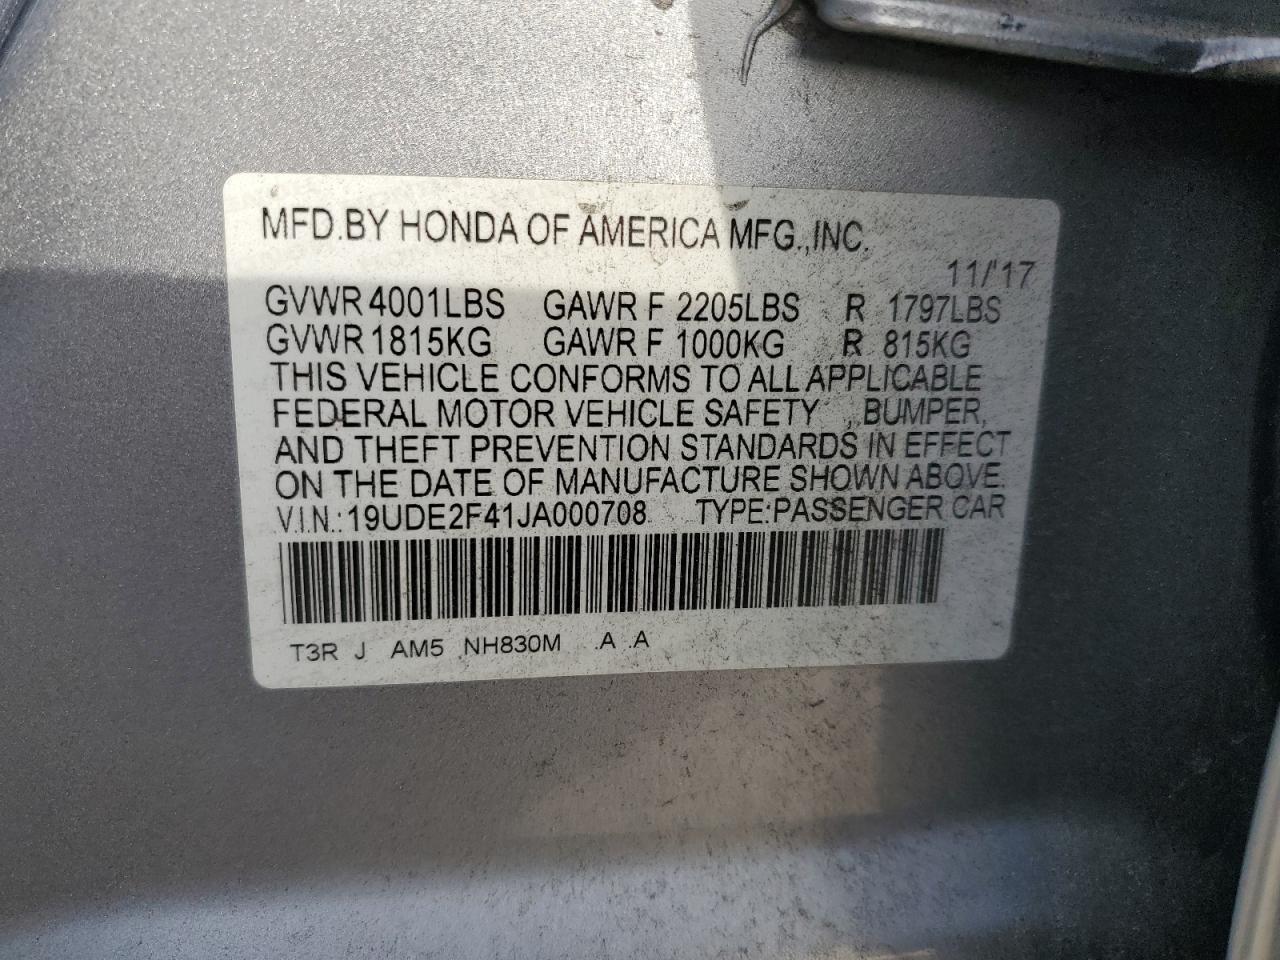 MFD.BY HONDA OF AMERICA MFG.,INC.
11/'17
GVWR 4001LBS GAWR F 2205LBS R 1797LBS
GVWR 1815KG GAWR F 1000KG R 815KG
THIS VEHICLE CONFORMS TO ALL APPLICABLE
FEDERAL MOTOR VEHICLE SAFETY , BUMPER,
AND THEFT PREVENTION STANDARDS IN EFFECT
ON THE DATE OF MANUFACTURE SHOWN ABOVE.
V.I.N.:19UDE2F41JA000708 TYPE:PASSENGER CAR
T3R J AM5 NH830M .A .A